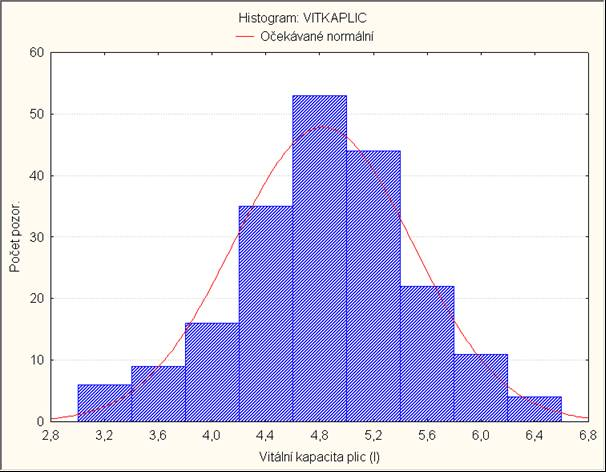 Histogram: VITKAPLIC
Očekávané normální
60
50
40
30
20
10
0
Počet pozor.
2,8 3,2 3,6 4,0 4,4 4,8 5,2 5,6 6,0 6,4 6,8
Vitální kapacita plic (l)